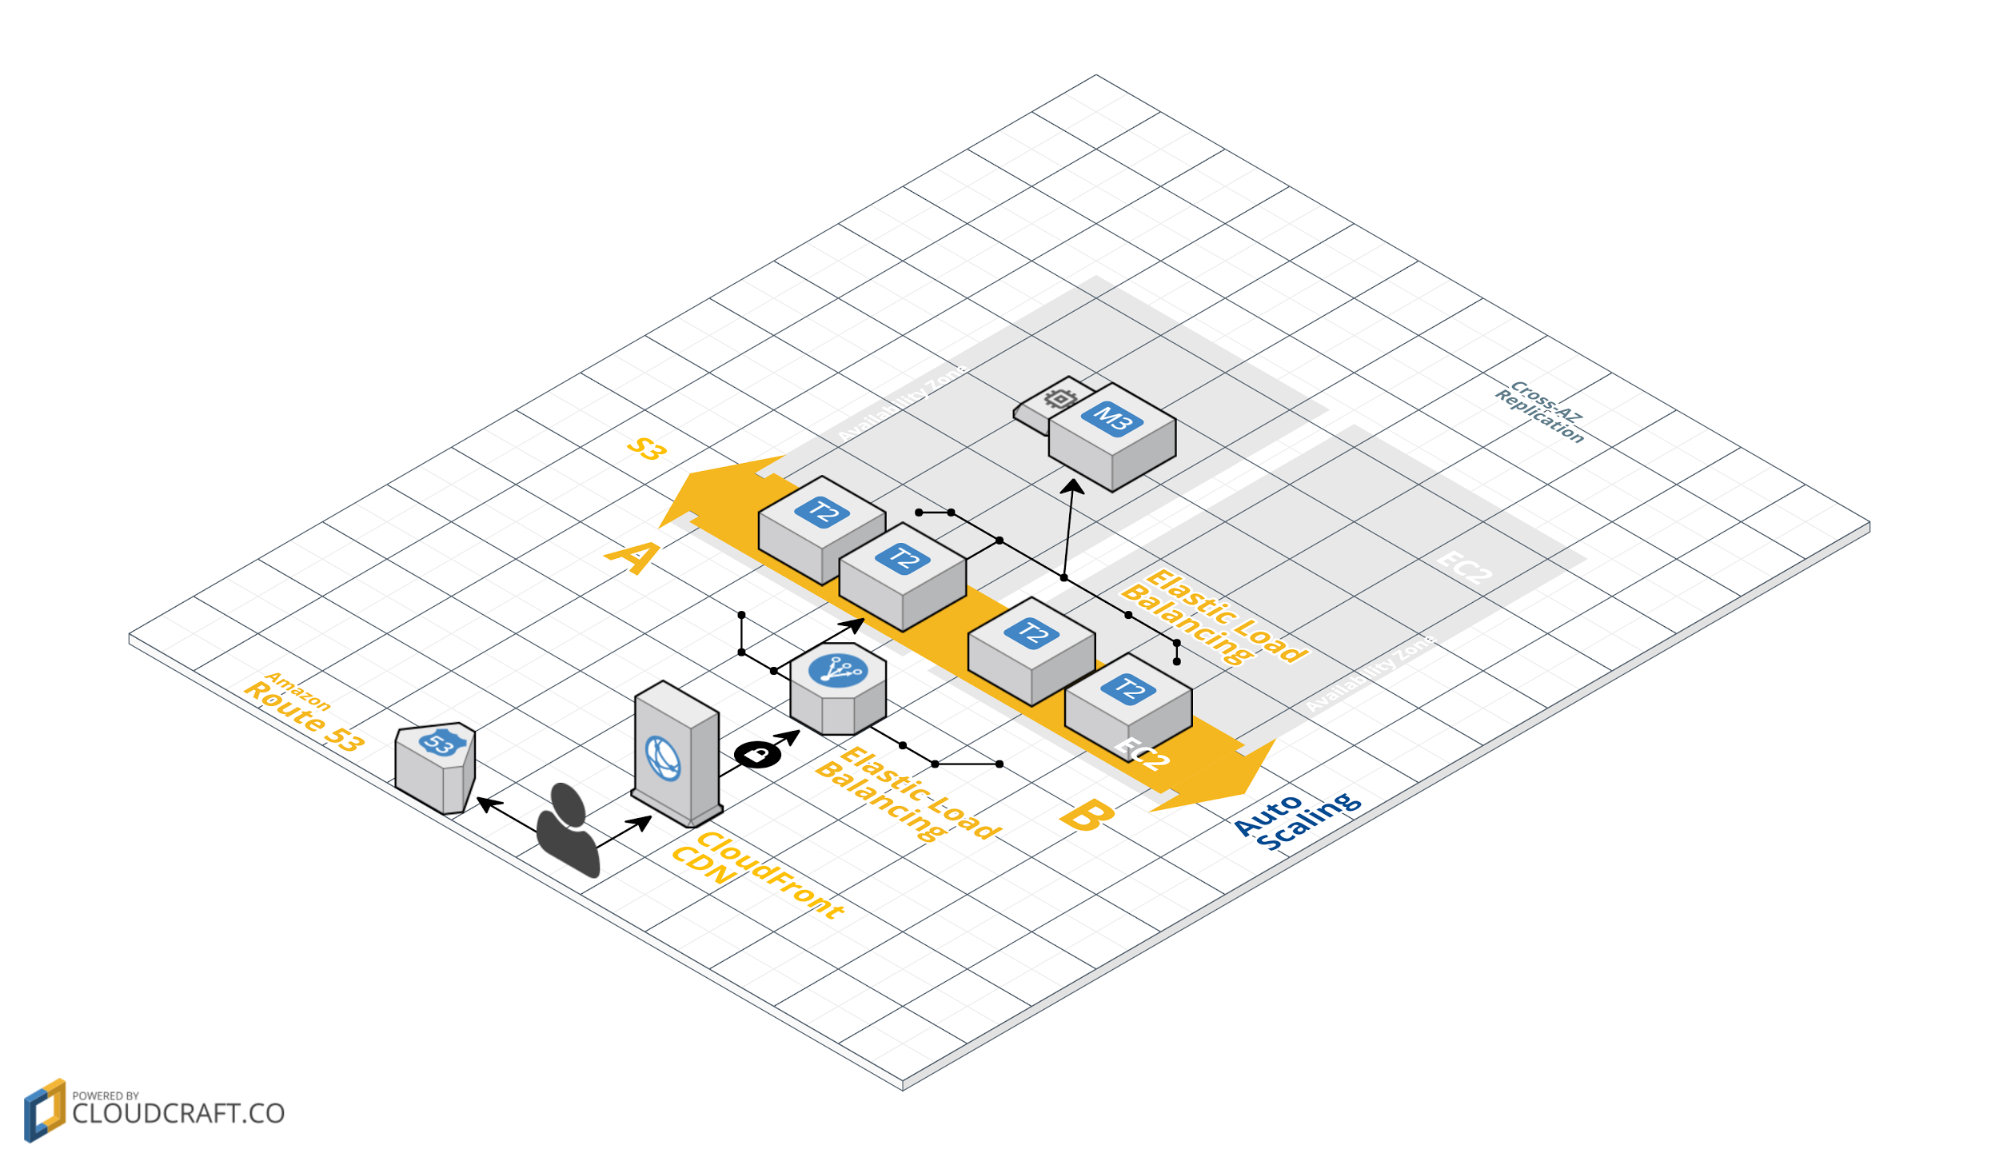 Cross-AZ
Replication
Availability Zone
M3
S3
T2
T2
A
EC2
Elastic Load
Balancing
T2
T2
Availability Zone
EC2
Amazon
Route 53
53
Elastic Load
Balancing
B
Auto
Scaling
CloudFront
CDN
POWERED BY
CLOUDCRAFT.CO